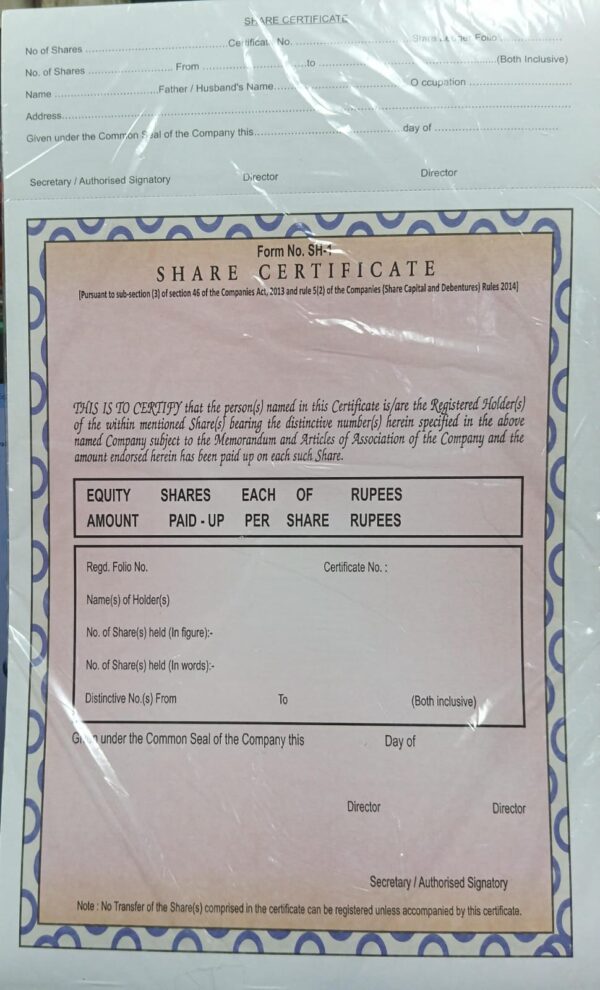 SHARE CERTIFICATE
No of Shares ........................................ Certificate No. .................... Share Ledger Folio ....................
No. of Shares ........................ From .............................. to ........................................ (Both Inclusive)
Name .............................. Father / Husband's Name .............................. O ccupation ..............................
Address....................................................................................................
Given under the Common Seal of the Company this........................................ day of ..............................
Secretary / Authorised Signatory Director Director
Form No. SH-1
SHARE CERTIFICATE
[Pursuant to sub-section (3) of section 46 of the Companies Act, 2013 and rule 5(2) of the Companies (Share Capital and Debentures) Rules 2014]
THIS IS TO CERTIFY that the person(s) named in this Certificate is/are the Registered Holder(s)
of the within mentioned Share(s) bearing the distinctive number(s) herein specified in the above
named Company subject to the Memorandum and Articles of Association of the Company and the
amount endorsed herein has been paid up on each such Share.
EQUITY SHARES EACH OF RUPEES
AMOUNT PAID - UP PER SHARE RUPEES
Regd. Folio No. Certificate No. :
Name(s) of Holder(s)
No. of Share(s) held (In figure):-
No. of Share(s) held (In words):-
Distinctive No.(s) From To (Both inclusive)
Given under the Common Seal of the Company this Day of
Director Director
Secretary / Authorised Signatory
Note : No Transfer of the Share(s) comprised in the certificate can be registered unless accompanied by this certificate.